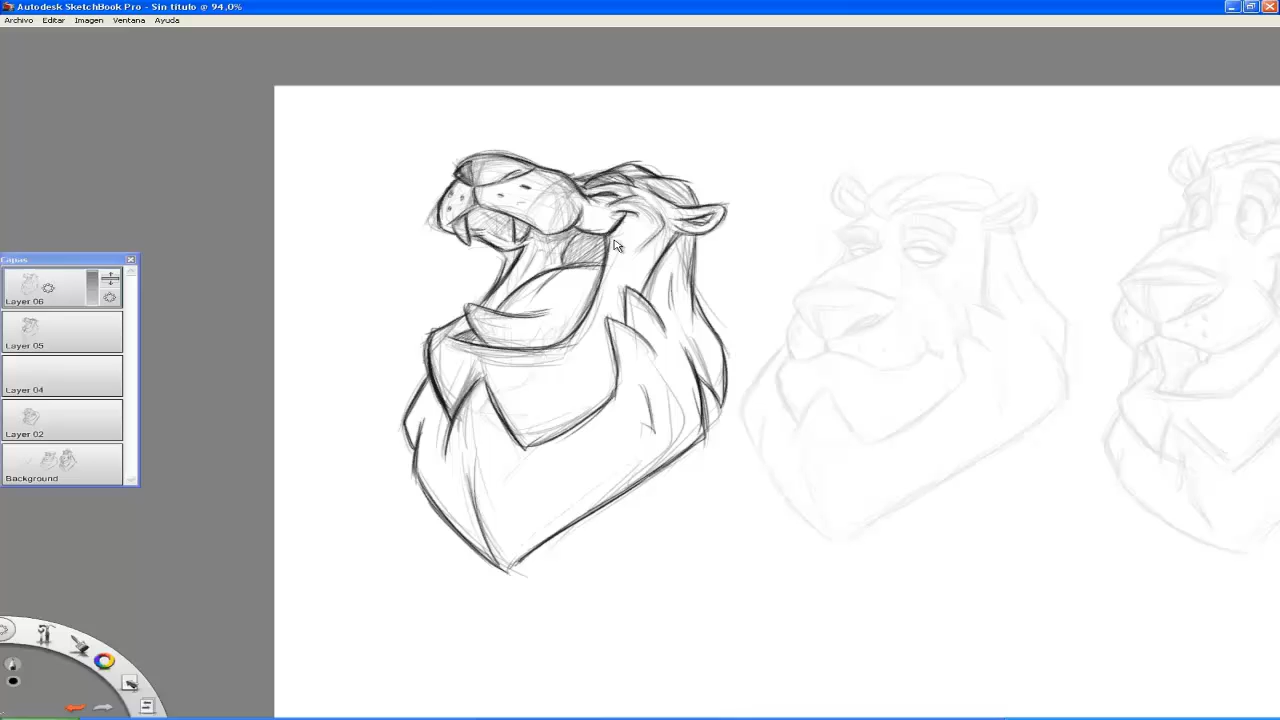 Autodesk SketchBook Pro - Sin título @ 94,0%
Archivo Editar Imagen Ventana Ayuda
Capas
Layer 06
Layer 05
Layer 04
Layer 02
Background